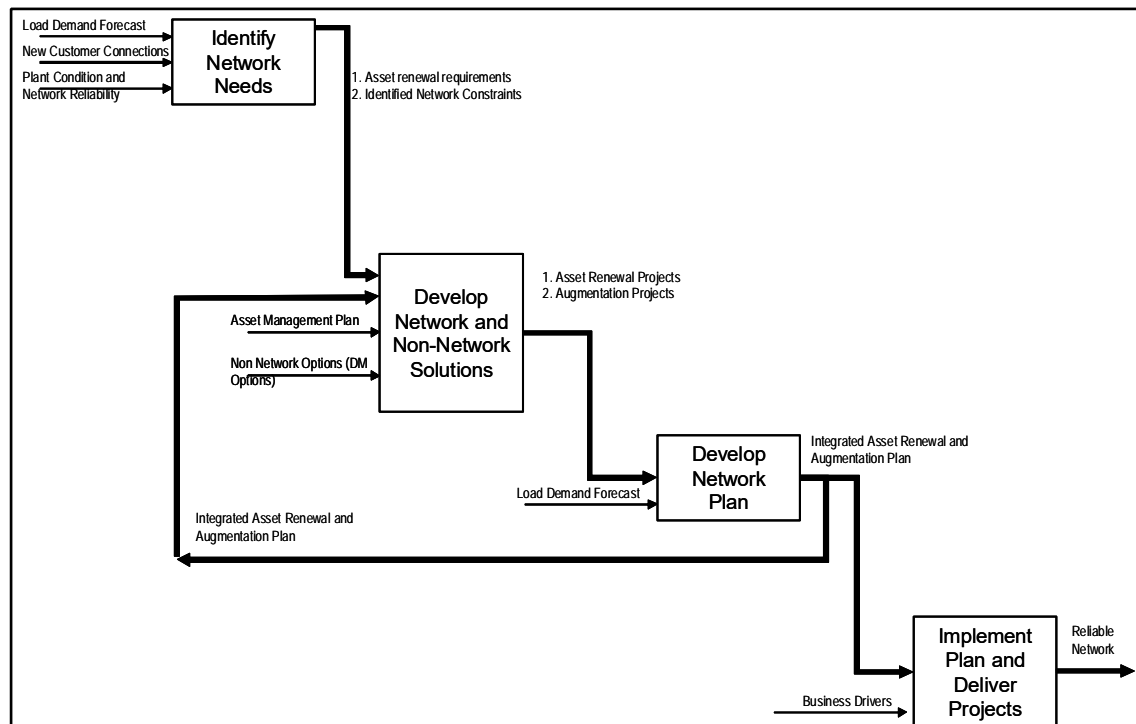 Load Demand Forecast
New Customer Connections
Plant Condition and
Network Reliability
Identify
Network
Needs
1. Asset renewal requirements
2. Identified Network Constraints
Asset Management Plan
Non Network Options (DM
Options)
Develop
Network and
Non-Network
Solutions
1. Asset Renewal Projects
2. Augmentation Projects
Load Demand Forecast
Develop
Network
Plan
Integrated Asset Renewal and
Augmentation Plan
Integrated Asset Renewal and
Augmentation Plan
Business Drivers
Implement
Plan and
Deliver
Projects
Reliable
Network